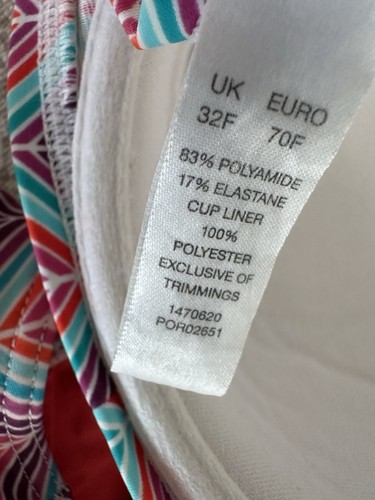 UK EURO
32F 70F
83% POLYAMIDE
17% ELASTANE
CUP LINER
100%
POLYESTER
EXCLUSIVE OF
TRIMMINGS
1470620
POR02651